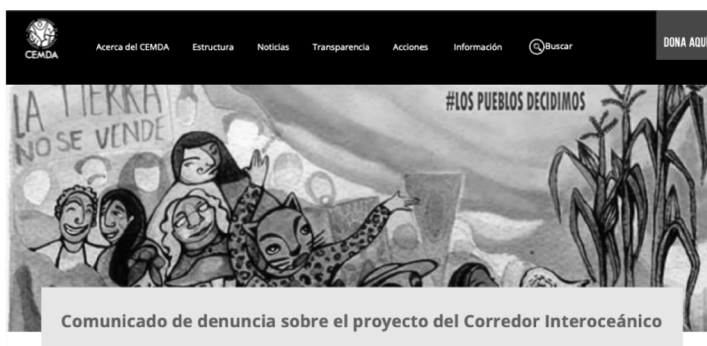 CEMDA
Acerca del CEMDA Estructura Noticias Transparencia Acciones Información Buscar DONA AQU
LA TIERRA
NO SE VENDE
#LOS PUEBLOS DECIDIMOS
Comunicado de denuncia sobre el proyecto del Corredor Interoceánico